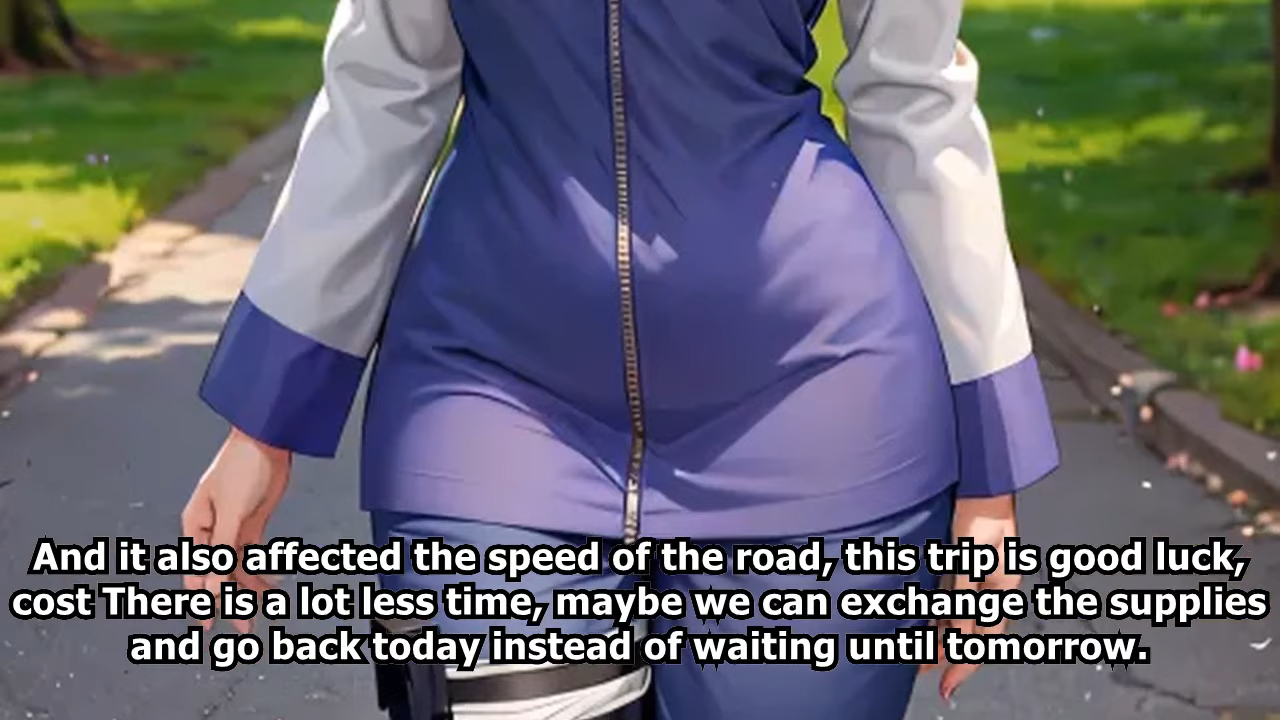 And it also affected the speed of the road, this trip is good luck,
cost There is a lot less time, maybe we can exchange the supplies
and go back today instead of waiting until tomorrow.